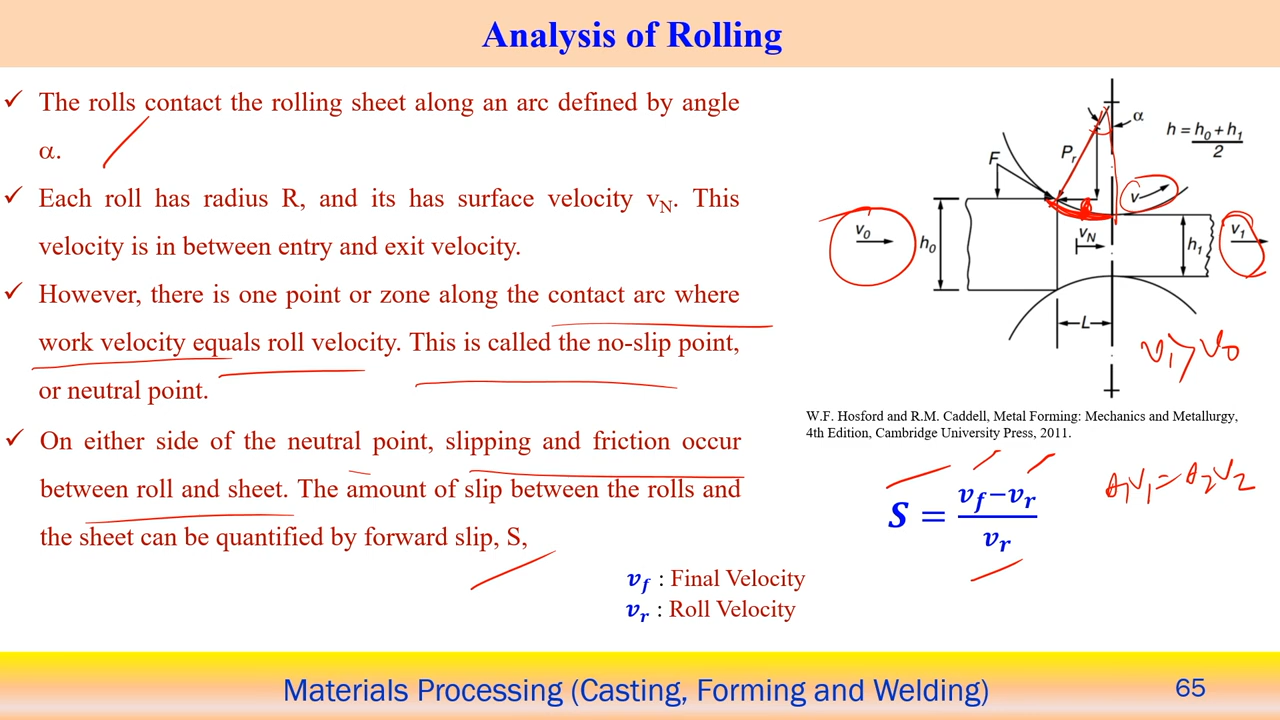 Analysis of Rolling
✓ The rolls contact the rolling sheet along an arc defined by angle
α.
✓ Each roll has radius R, and its has surface velocity vN. This
velocity is in between entry and exit velocity.
✓ However, there is one point or zone along the contact arc where
work velocity equals roll velocity. This is called the no-slip point,
or neutral point.
✓ On either side of the neutral point, slipping and friction occur
between roll and sheet. The amount of slip between the rolls and
the sheet can be quantified by forward slip, S,
vf : Final Velocity
vr : Roll Velocity
α
h = h0 + h1
2
Pr
F
v
v0
h0
vN
h1
v1
L
v1 > v0
W.F. Hosford and R.M. Caddell, Metal Forming: Mechanics and Metallurgy,
4th Edition, Cambridge University Press, 2011.
A1V1 = A2V2
S = vf−vr
vr
Materials Processing (Casting, Forming and Welding)
65